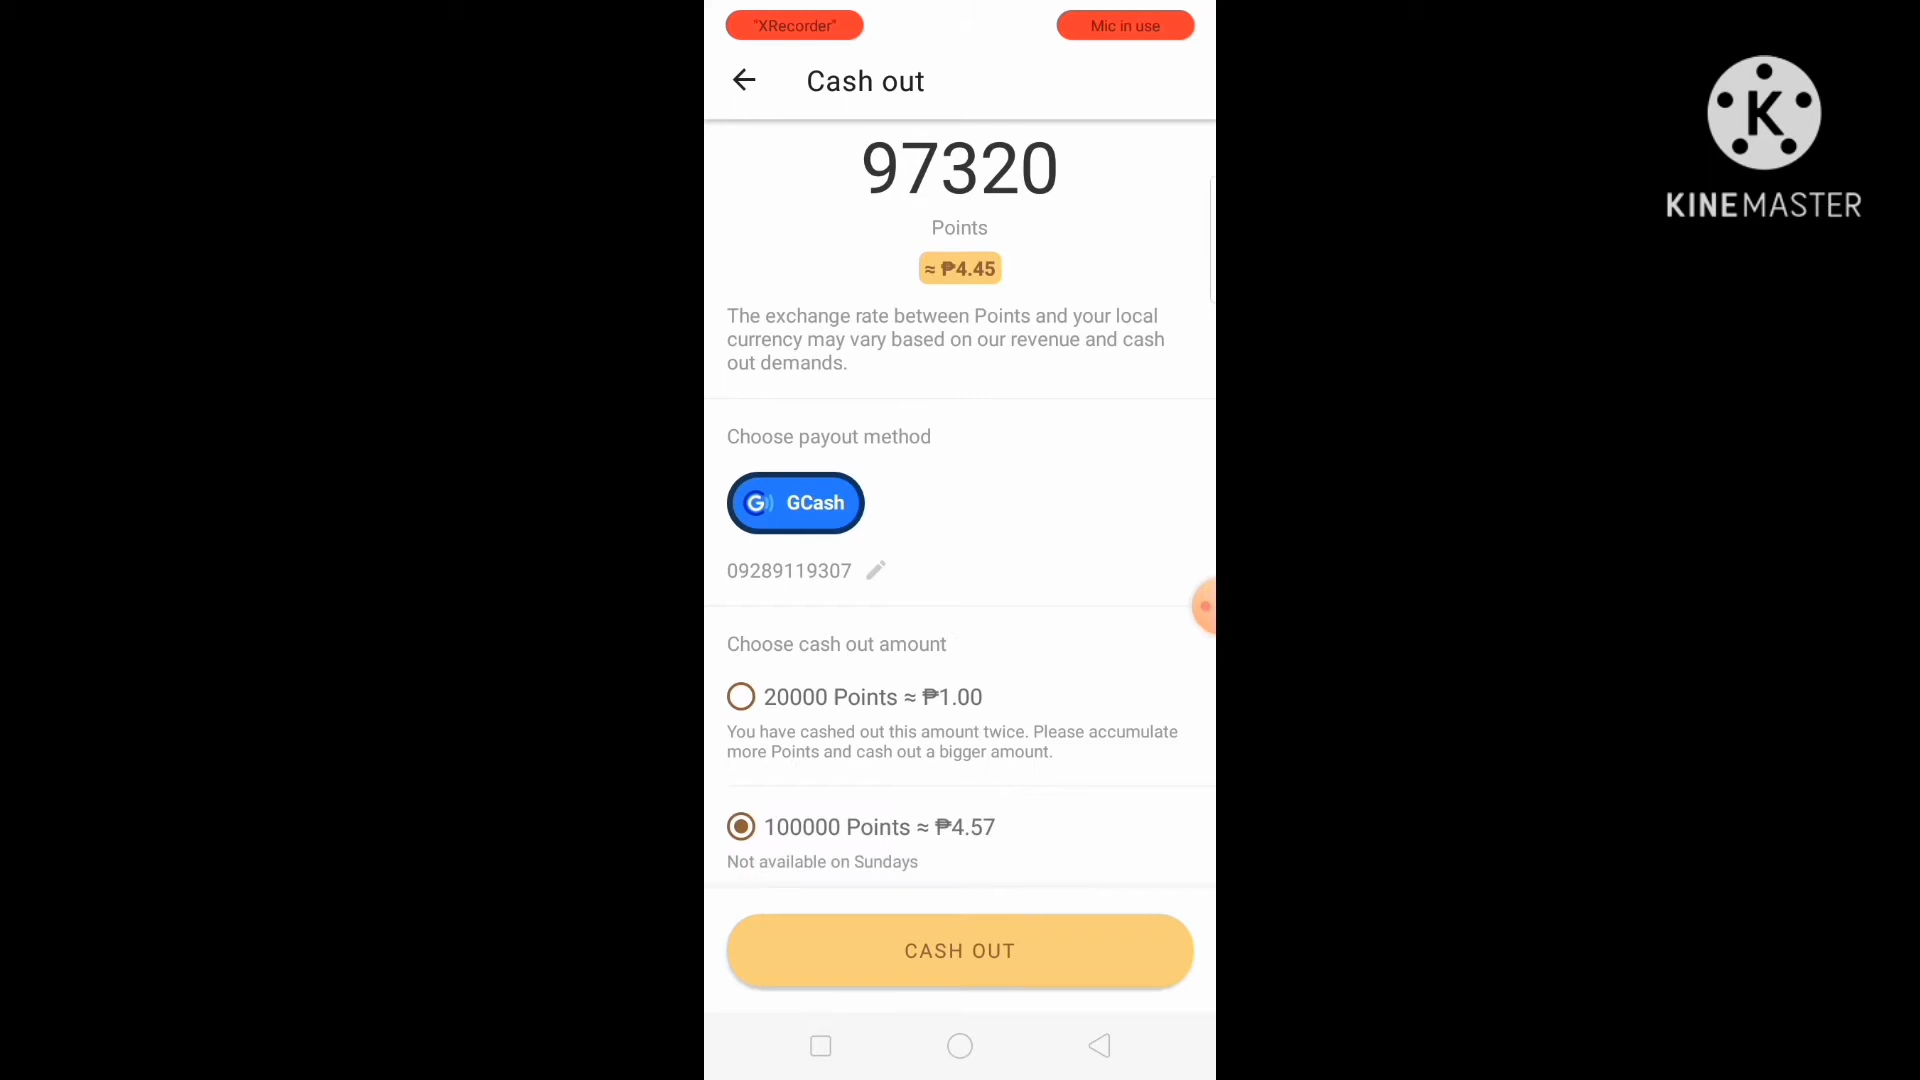 "XRecorder"
Mic in use
Cash out
97320
Points
≈ ₱4.45
The exchange rate between Points and your local
currency may vary based on our revenue and cash
out demands.
Choose payout method
G GCash
09289119307
Choose cash out amount
20000 Points ≈ ₱1.00
You have cashed out this amount twice. Please accumulate
more Points and cash out a bigger amount.
100000 Points ≈ ₱4.57
Not available on Sundays
CASH OUT
K
KINEMASTER